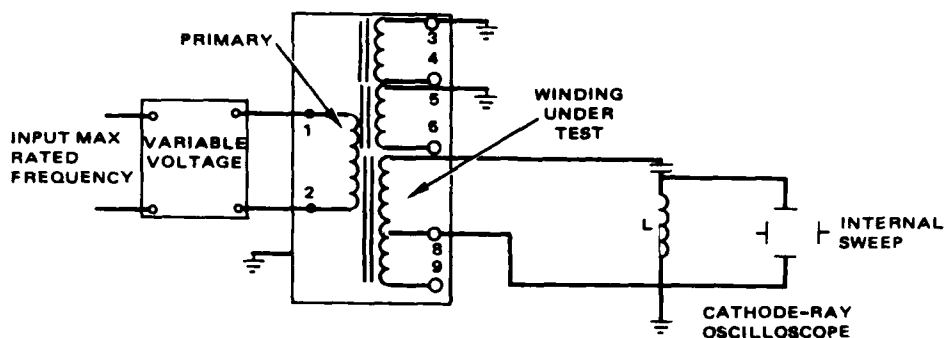 PRIMARY
3
4
5
6
WINDING
UNDER
TEST
INPUT MAX
RATED
FREQUENCY
VARIABLE
VOLTAGE
1
2
8
9
L
INTERNAL
SWEEP
CATHODE-RAY
OSCILLOSCOPE